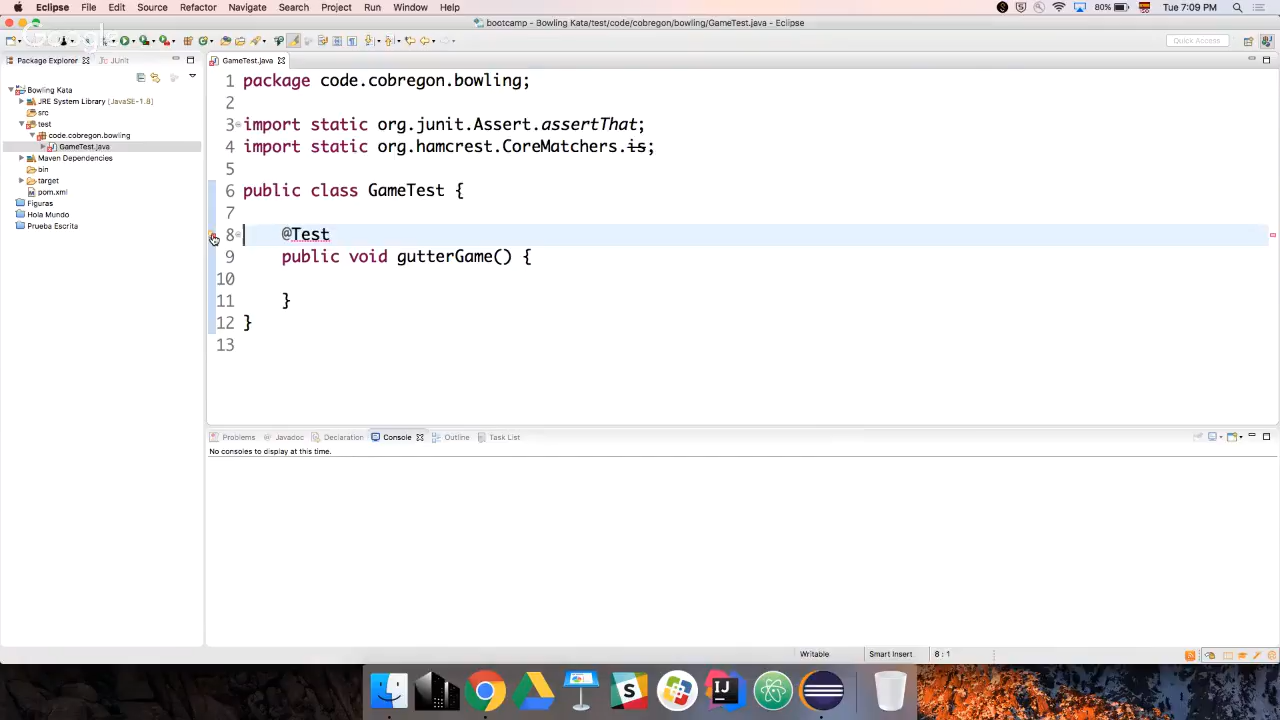 Eclipse File Edit Source Refactor Navigate Search Project Run Window Help 80% Tue 7:09 PM
bootcamp - Bowling Kata/test/code/cobregon/bowling/GameTest.java - Eclipse
Google
Quick Access
Package Explorer JUnit
GameTest.java
Bowling Kata
JRE System Library [JavaSE-1.8]
src
test
code.cobregon.bowling
GameTest.java
Maven Dependencies
bin
target
pom.xml
Figuras
Hola Mundo
Prueba Escrita
1 package code.cobregon.bowling;
2
3 import static org.junit.Assert.assertThat;
4 import static org.hamcrest.CoreMatchers.is;
5
6 public class GameTest {
7
8 @Test
9 public void gutterGame() {
10
11 }
12 }
13
Problems @ Javadoc Declaration Console Outline Task List
No consoles to display at this time.
Writable Smart Insert 8 : 1
S
IJ